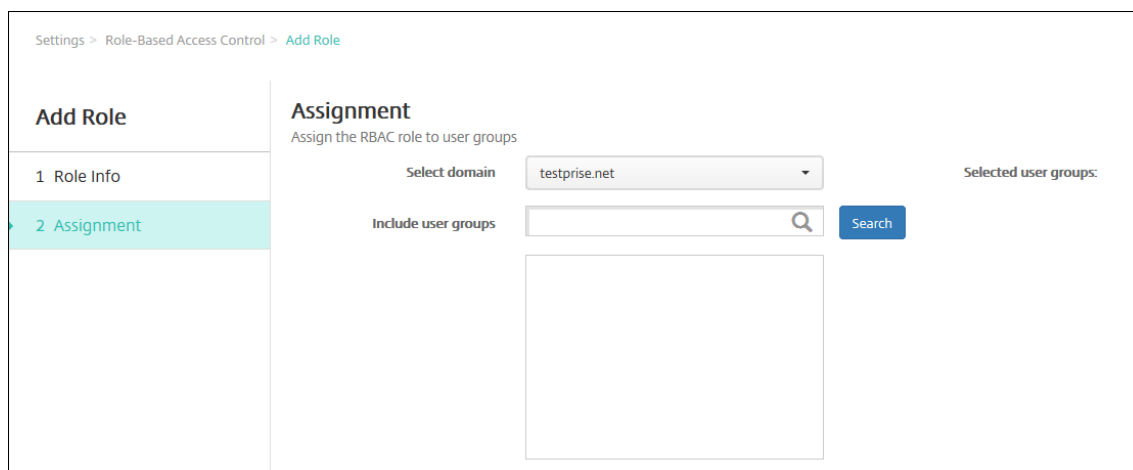 Settings > Role-Based Access Control > Add Role
Add Role
1 Role Info
2 Assignment
Assignment
Assign the RBAC role to user groups
Select domain
testprise.net
Selected user groups:
Include user groups
Search